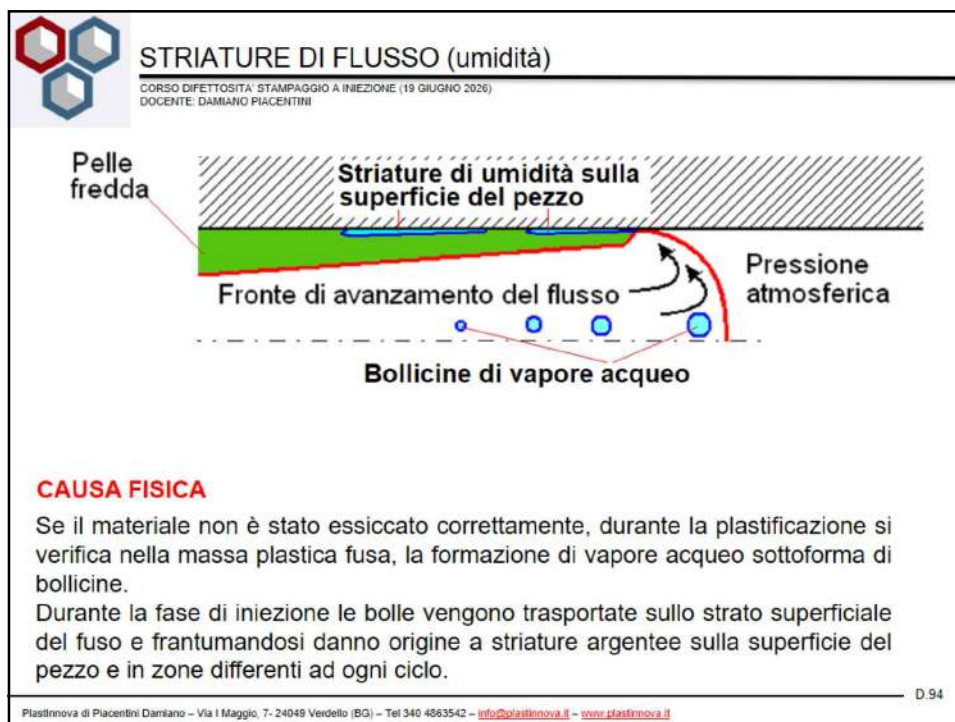 STRIATURE DI FLUSSO (umidità)
CORSO DIFETTOSITA' STAMPAGGIO A INIEZIONE (19 GIUGNO 2026)
DOCENTE: DAMIANO PIACENTINI
Pelle
fredda
Striature di umidità sulla
superficie del pezzo
Fronte di avanzamento del flusso
Pressione
atmosferica
Bollicine di vapore acqueo
CAUSA FISICA
Se il materiale non è stato essiccato correttamente, durante la plastificazione si
verifica nella massa plastica fusa, la formazione di vapore acqueo sottoforma di
bollicine.
Durante la fase di iniezione le bolle vengono trasportate sullo strato superficiale
del fuso e frantumandosi danno origine a striature argentee sulla superficie del
pezzo e in zone differenti ad ogni ciclo.
D.94
PlastInnova di Piacentini Damiano – Via I Maggio, 7- 24049 Verdello (BG) – Tel 340 4863542 – info@plastinnova.it – www.plastinnova.it